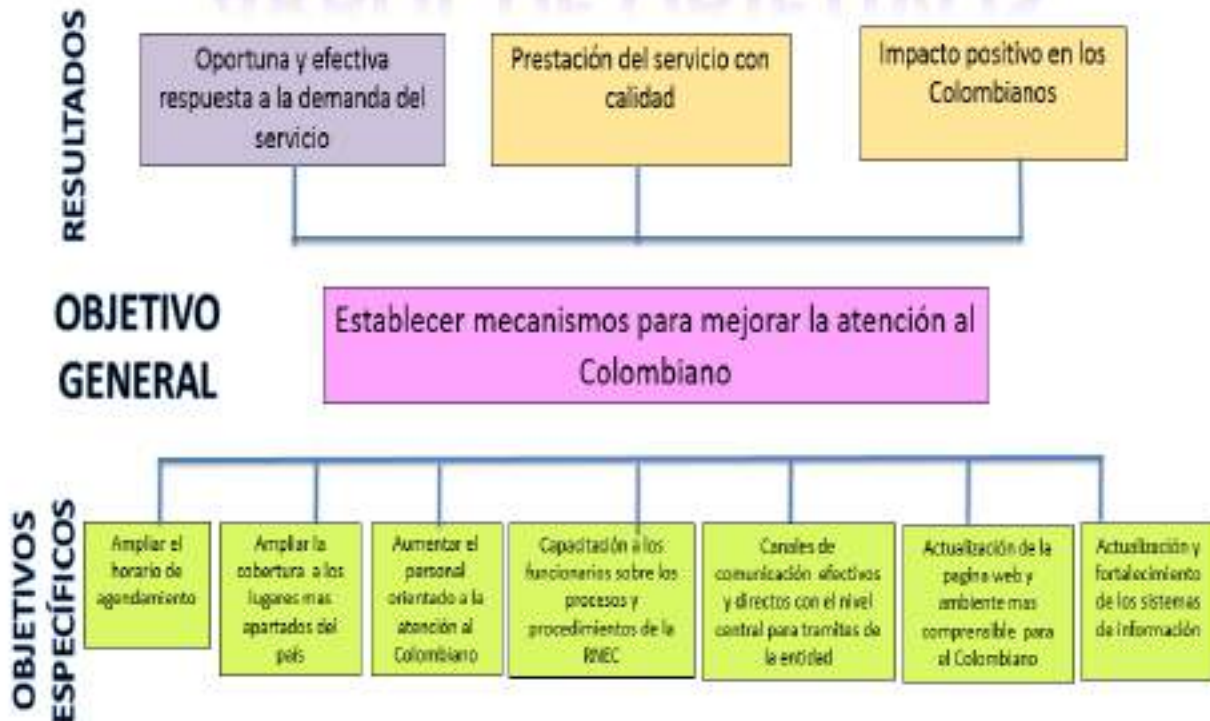 RESULTADOS
Oportuna y efectiva
respuesta a la demanda del
servicio
Prestación del servicio con
calidad
Impacto positivo en los
Colombianos
OBJETIVO
GENERAL
Establecer mecanismos para mejorar la atención al
Colombiano
OBJETIVOS
ESPECÍFICOS
Ampliar el
horario de
agendamiento
Ampliar la
cobertura a los
lugares mas
apartados del
país
Aumentar el
personal
orientado a la
atención al
Colombiano
Capacitación a los
funcionarios sobre los
procesos y
procedimientos de la
RNEC
Canales de
comunicación efectivos
y directos con el nivel
central para tramites de
la entidad
Actualización de la
pagina web y
ambiente mas
comprensible para
el Colombiano
Actualización y
fortalecimiento
de los sistemas
de información